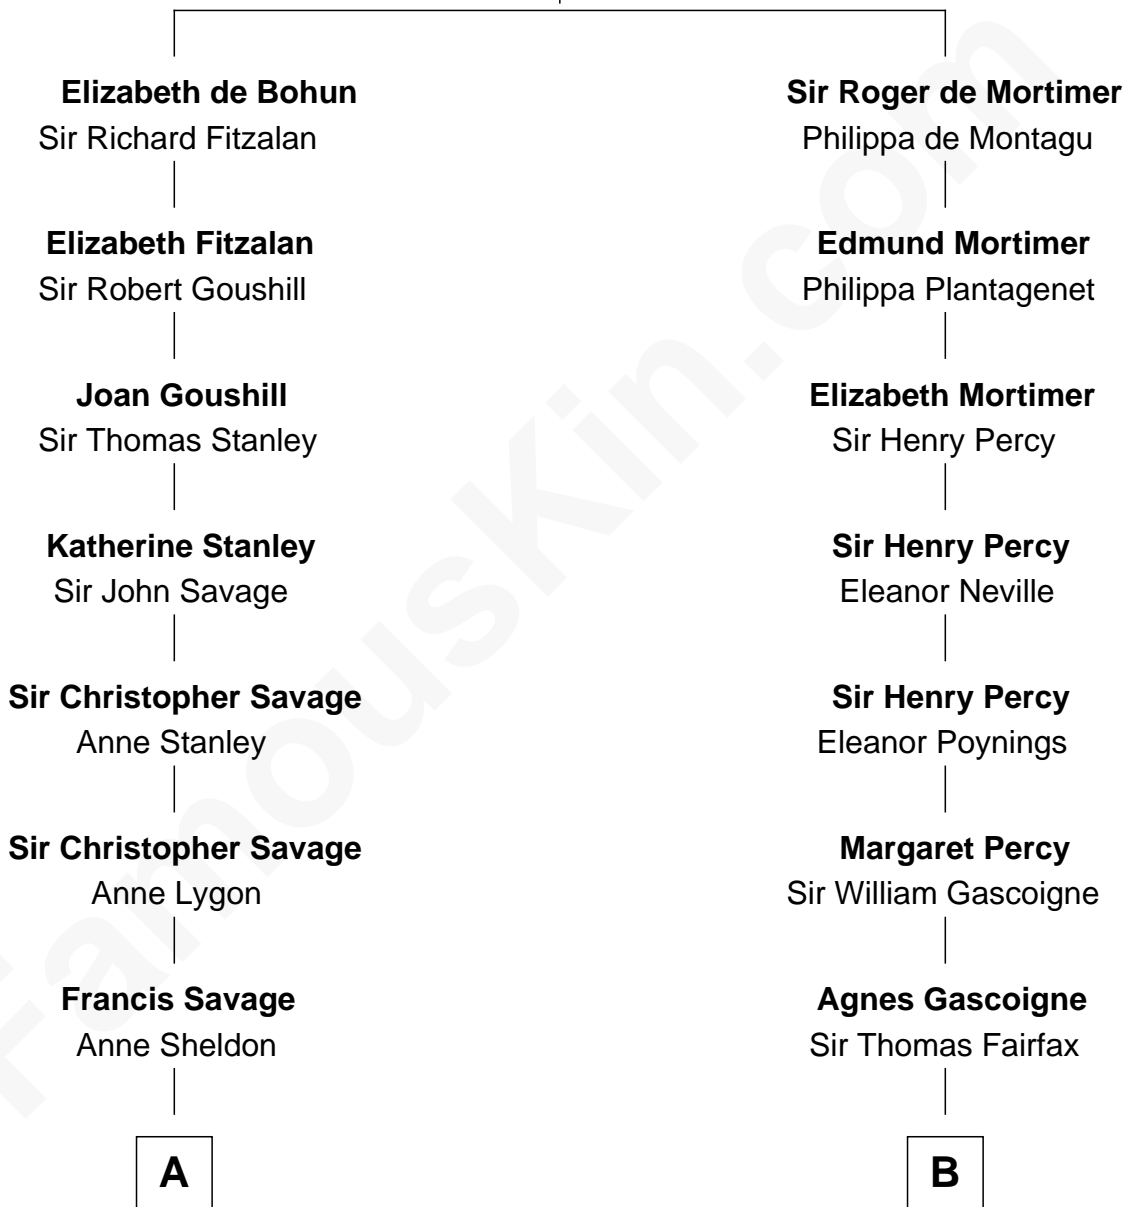 Elizabeth de Bohun
Sir Richard Fitzalan
Elizabeth Fitzalan
Sir Robert Goushill
Joan Goushill
Sir Thomas Stanley
Katherine Stanley
Sir John Savage
Sir Christopher Savage
Anne Stanley
Sir Christopher Savage
Anne Lygon
Francis Savage
Anne Sheldon
A
Sir Roger de Mortimer
Philippa de Montagu
Edmund Mortimer
Philippa Plantagenet
Elizabeth Mortimer
Sir Henry Percy
Sir Henry Percy
Eleanor Neville
Sir Henry Percy
Eleanor Poynings
Margaret Percy
Sir William Gascoigne
Agnes Gascoigne
Sir Thomas Fairfax
B
FamousKin.com